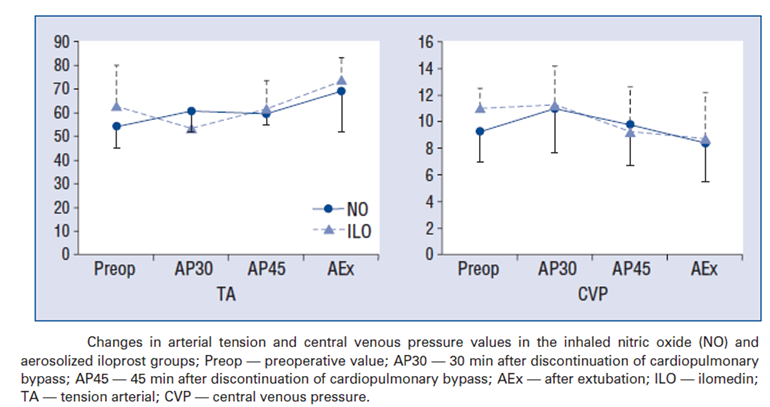 90
80
70
60
50
40
30
20
10
0
NO
ILO
Preop AP30 AP45 AEx
TA
16
14
12
10
8
6
4
2
0
Preop AP30 AP45 AEx
CVP
Changes in arterial tension and central venous pressure values in the inhaled nitric oxide (NO) and
aerosolized iloprost groups; Preop — preoperative value; AP30 — 30 min after discontinuation of cardiopulmonary
bypass; AP45 — 45 min after discontinuation of cardiopulmonary bypass; AEx — after extubation; ILO — ilomedin;
TA — tension arterial; CVP — central venous pressure.